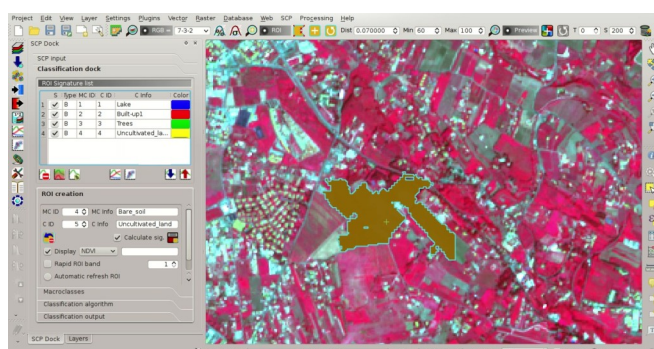 Project Edit View Layer Settings Plugins Vector Raster Database Web SCP Processing Help
RGB = 7-3-2 ROI Dist 0.070000 Min 60 Max 100 Preview T 0 S 200
SCP Dock
SCP input
Classification dock
ROI Signature list
S Type MC ID C ID C Info Color
1 B 1 1 Lake
2 B 2 2 Built-up1
3 B 3 3 Trees
4 B 4 4 Uncultivated_la...
ROI creation
MC ID 4 MC Info Bare_soil
C ID 5 C Info Uncultivated_land
Calculate sig.
Display NDVI
Rapid ROI band 1
Automatic refresh ROI
Macroclasses
Classification algorithm
Classification output
SCP Dock Layers